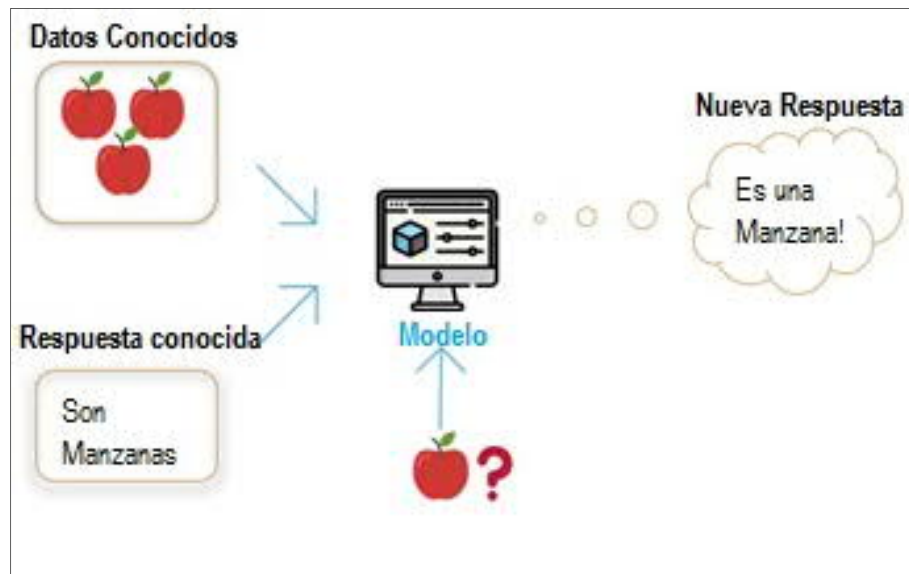 Datos Conocidos
Nueva Respuesta
Es una
Manzana!
Respuesta conocida
Modelo
Son
Manzanas
?